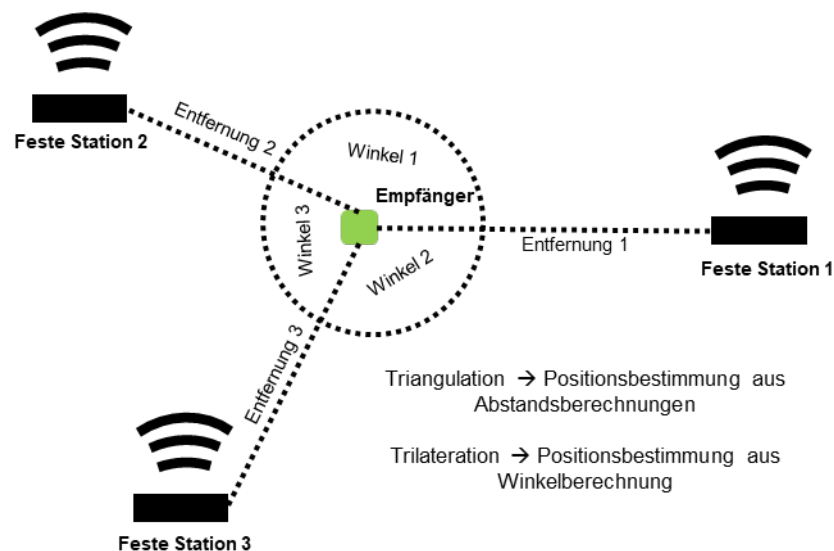 Feste Station 2
Entfernung 2
Winkel 1
Empfänger
Winkel 3
Winkel 2
Entfernung 1
Feste Station 1
Entfernung 3
Triangulation → Positionsbestimmung aus
Abstandsberechnungen
Trilateration → Positionsbestimmung aus
Winkelberechnung
Feste Station 3